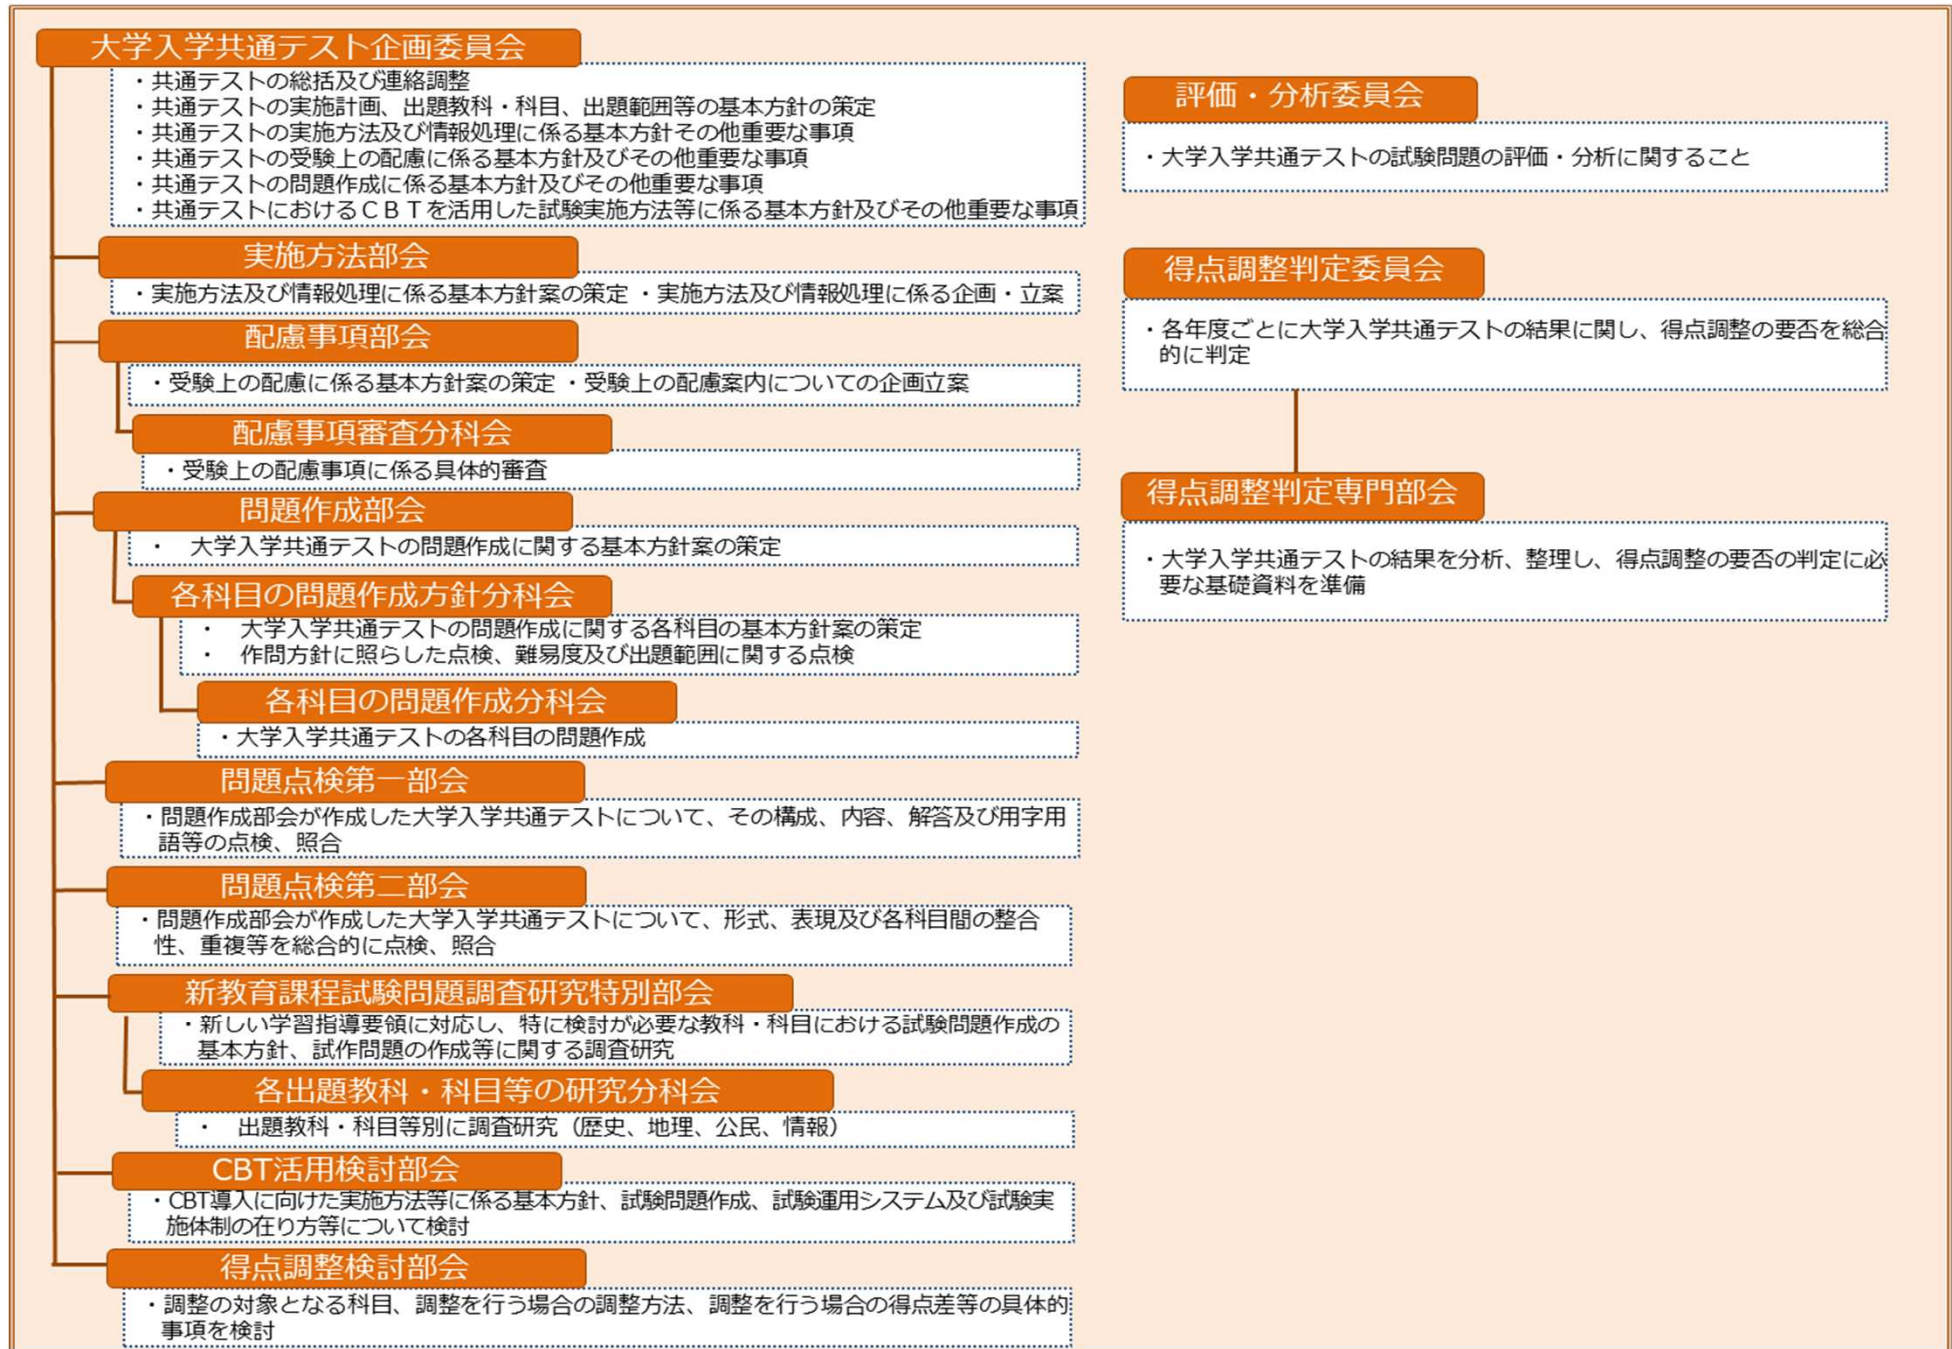 大学入学共通テスト企画委員会
・共通テストの総括及び連絡調整
・共通テストの実施計画、出題教科・科目、出題範囲等の基本方針の策定
・共通テストの実施方法及び情報処理に係る基本方針その他重要な事項
・共通テストの受験上の配慮に係る基本方針及びその他重要な事項
・共通テストの問題作成に係る基本方針及びその他重要な事項
・共通テストにおけるＣＢＴを活用した試験実施方法等に係る基本方針及びその他重要な事項
実施方法部会
・実施方法及び情報処理に係る基本方針案の策定 ・実施方法及び情報処理に係る企画・立案
配慮事項部会
・受験上の配慮に係る基本方針案の策定 ・受験上の配慮案内についての企画立案
配慮事項審査分科会
・受験上の配慮事項に係る具体的審査
問題作成部会
・ 大学入学共通テストの問題作成に関する基本方針案の策定
各科目の問題作成方針分科会
・ 大学入学共通テストの問題作成に関する各科目の基本方針案の策定
・ 作問方針に照らした点検、難易度及び出題範囲に関する点検
各科目の問題作成分科会
・大学入学共通テストの各科目の問題作成
問題点検第一部会
・問題作成部会が作成した大学入学共通テストについて、その構成、内容、解答及び用字用
語等の点検、照合
問題点検第二部会
・問題作成部会が作成した大学入学共通テストについて、形式、表現及び各科目間の整合
性、重複等を総合的に点検、照合
新教育課程試験問題調査研究特別部会
・新しい学習指導要領に対応し、特に検討が必要な教科・科目における試験問題作成の
基本方針、試作問題の作成等に関する調査研究
各出題教科・科目等の研究分科会
・ 出題教科・科目等別に調査研究（歴史、地理、公民、情報）
CBT活用検討部会
・CBT導入に向けた実施方法等に係る基本方針、試験問題作成、試験運用システム及び試験実
施体制の在り方等について検討
得点調整検討部会
・調整の対象となる科目、調整を行う場合の調整方法、調整を行う場合の得点差等の具体的
事項を検討
評価・分析委員会
・大学入学共通テストの試験問題の評価・分析に関すること
得点調整判定委員会
・各年度ごとに大学入学共通テストの結果に関し、得点調整の要否を総合
的に判定
得点調整判定専門部会
・大学入学共通テストの結果を分析、整理し、得点調整の要否の判定に必
要な基礎資料を準備